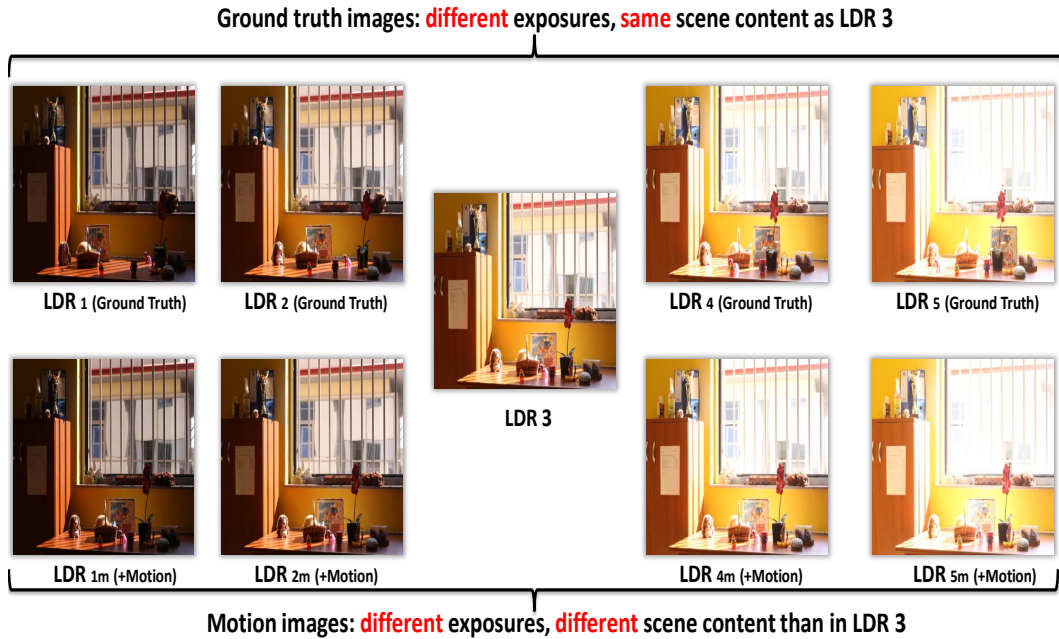 Ground truth images: different exposures, same scene content as LDR 3
LDR 1 (Ground Truth)
LDR 2 (Ground Truth)
LDR 4 (Ground Truth)
LDR 5 (Ground Truth)
LDR 3
LDR 1m (+Motion)
LDR 2m (+Motion)
LDR 4m (+Motion)
LDR 5m (+Motion)
Motion images: different exposures, different scene content than in LDR 3